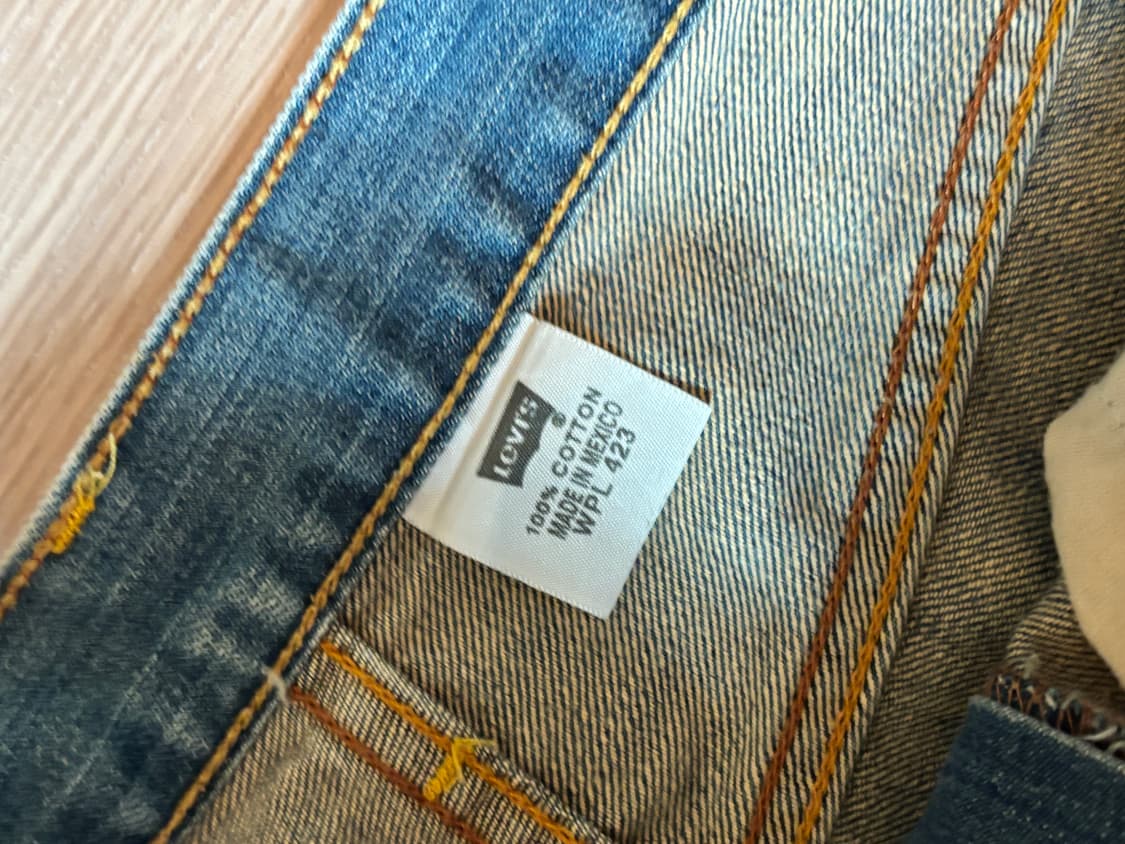 LEVI'S®
100% COTTON
MADE IN MEXICO
WPL 423